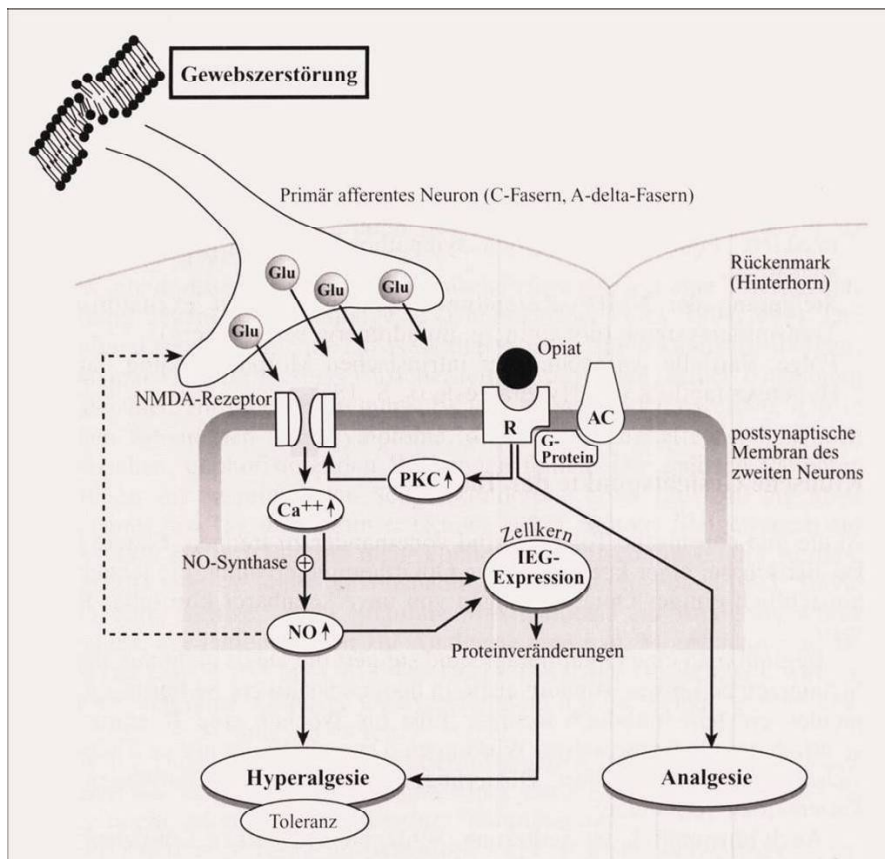 Gewebszerstörung
Primär afferentes Neuron (C-Fasern, A-delta-Fasern)
Rückenmark
(Hinterhorn)
Glu
Glu
Glu
Glu
Opiat
NMDA-Rezeptor
R
AC
G-
Protein
postsynaptische
Membran des
zweiten Neurons
PKC↑
Ca++↑
Zellkern
NO-Synthase
+
IEG-
Expression
NO↑
Proteinveränderungen
Hyperalgesie
Analgesie
Toleranz